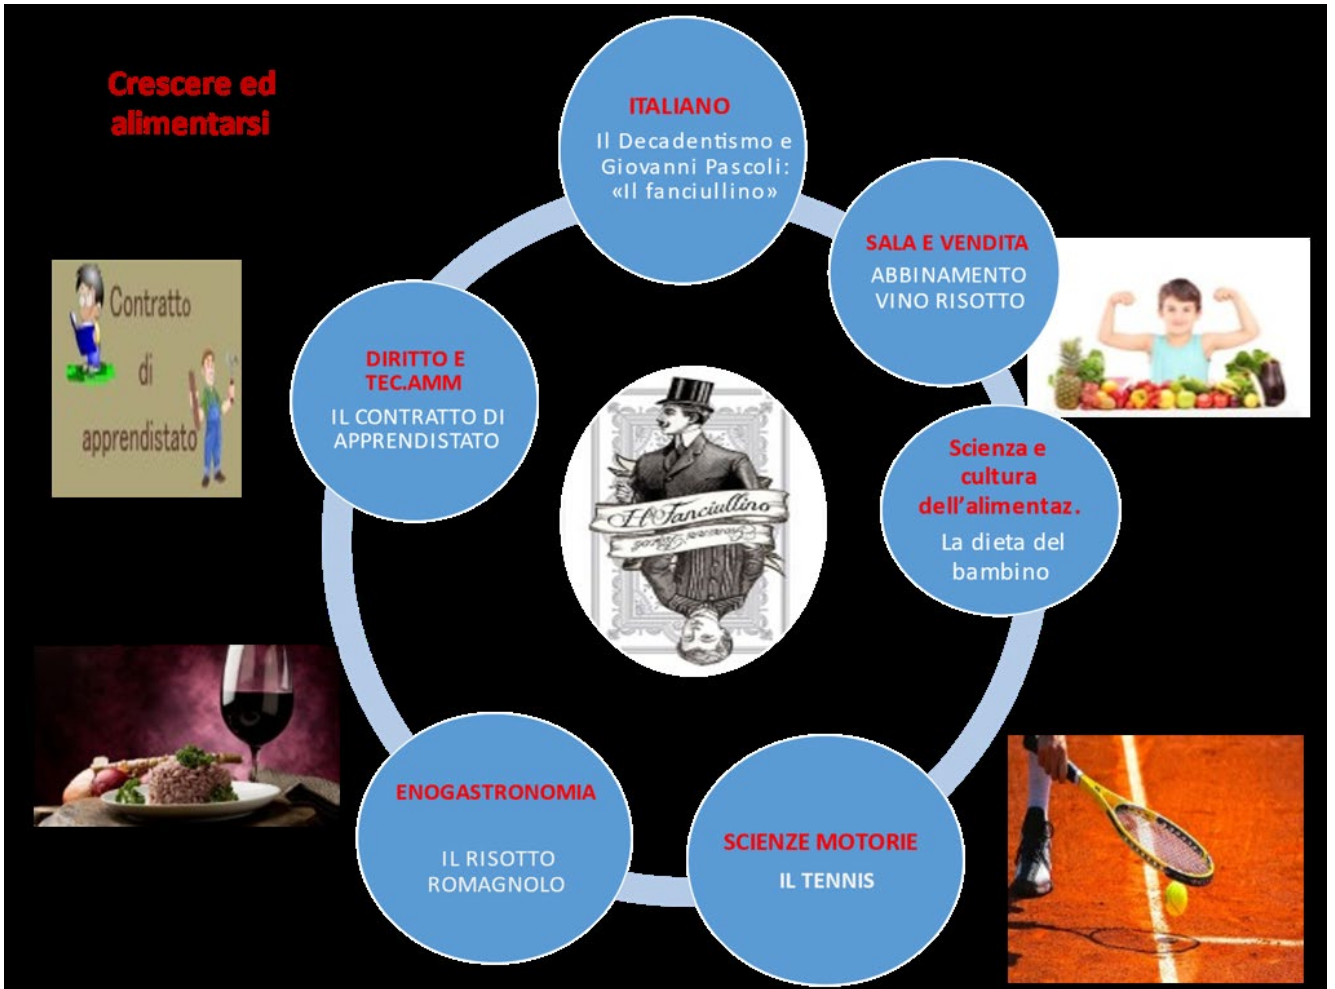 Crescere ed
alimentarsi
ITALIANO
Il Decadentismo e
Giovanni Pascoli:
«Il fanciullino»
SALA E VENDITA
ABBINAMENTO
VINO RISOTTO
Scienza e
cultura
dell’alimentaz.
La dieta del
bambino
SCIENZE MOTORIE
IL TENNIS
ENOGASTRONOMIA
IL RISOTTO
ROMAGNOLO
DIRITTO E
TEC.AMM
IL CONTRATTO DI
APPRENDISTATO
Contratto
di
apprendistato
Il Fanciullino
Giovanni Pascoli